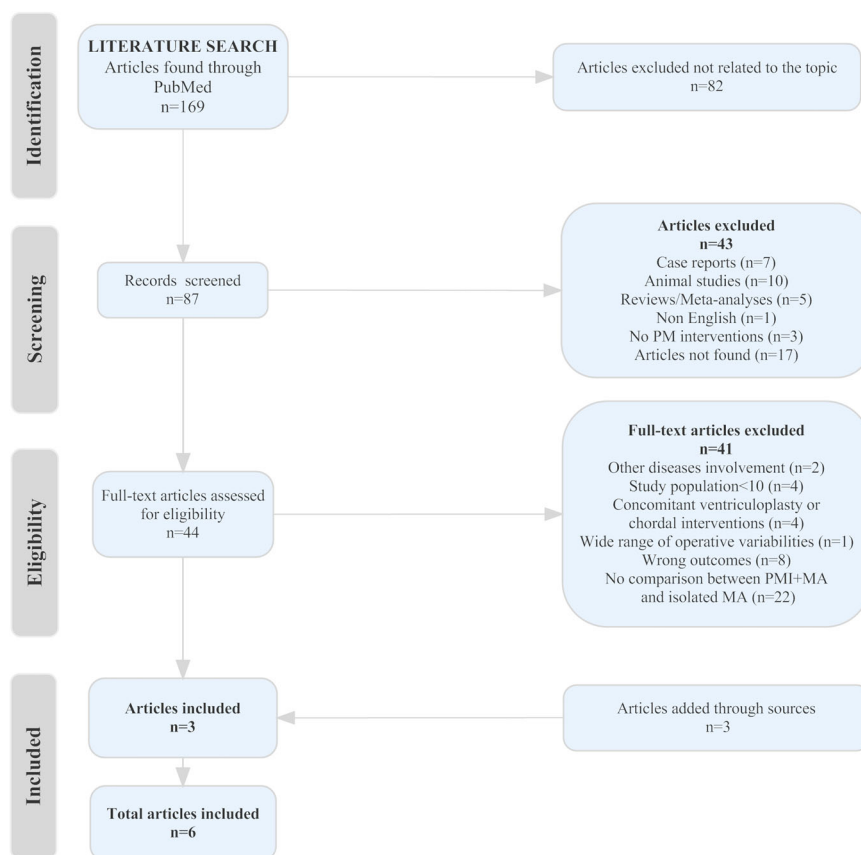 Identification
LITERATURE SEARCH
Articles found through
PubMed
n=169
Articles excluded not related to the topic
n=82
Screening
Records screened
n=87
Articles excluded
n=43
Case reports (n=7)
Animal studies (n=10)
Reviews/Meta-analyses (n=5)
Non English (n=1)
No PM interventions (n=3)
Articles not found (n=17)
Eligibility
Full-text articles assessed
for eligibility
n=44
Full-text articles excluded
n=41
Other diseases involvement (n=2)
Study population<10 (n=4)
Concomitant ventriculoplasty or
chordal interventions (n=4)
Wide range of operative variabilities (n=1)
Wrong outcomes (n=8)
No comparison between PMI+MA
and isolated MA (n=22)
Included
Articles included
n=3
Articles added through sources
n=3
Total articles included
n=6